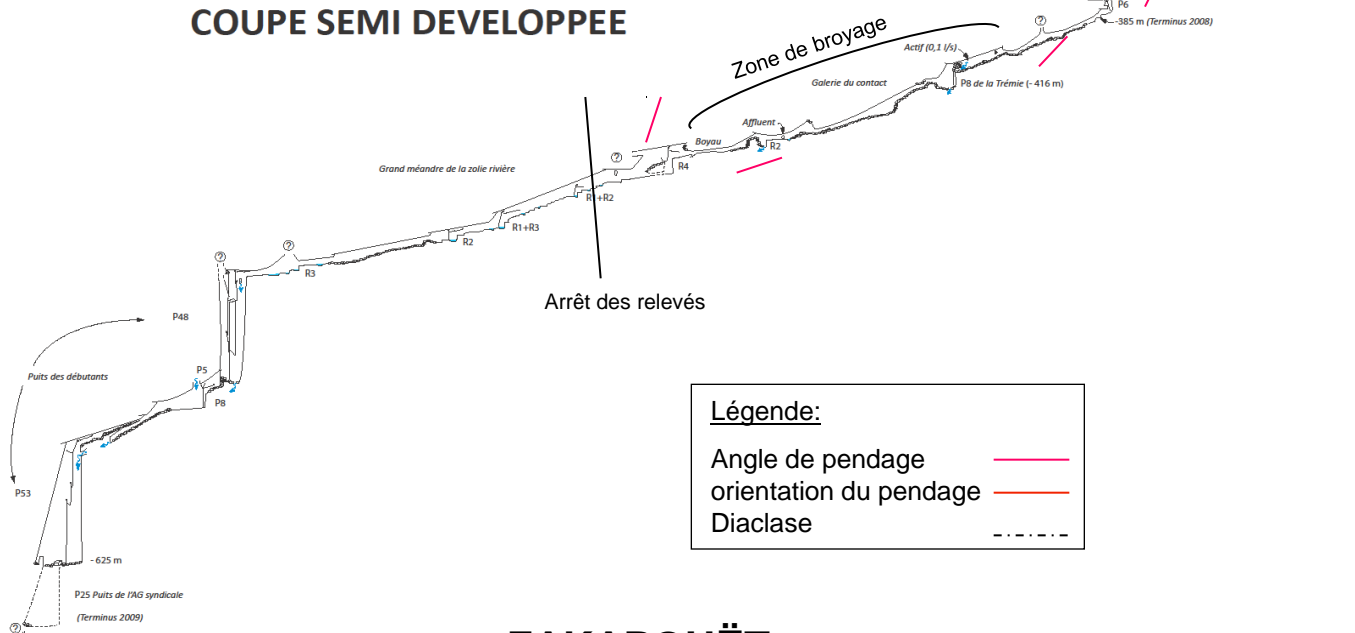 COUPE SEMI DEVELOPPEE
P6
-385 m (Terminus 2008)
Zone de broyage
Actif (0,1 l/s)
Galerie du contact
P8 de la Trémie (- 416 m)
Affluent
Boyau
R2
R4
Grand méandre de la zolie rivière
R1+R2
R1+R3
R2
R3
Arrêt des relevés
P48
Puits des débutants
P5
P8
P53
- 625 m
P25 Puits de l'AG syndicale
(Terminus 2009)
Légende:
Angle de pendage
orientation du pendage
Diaclase